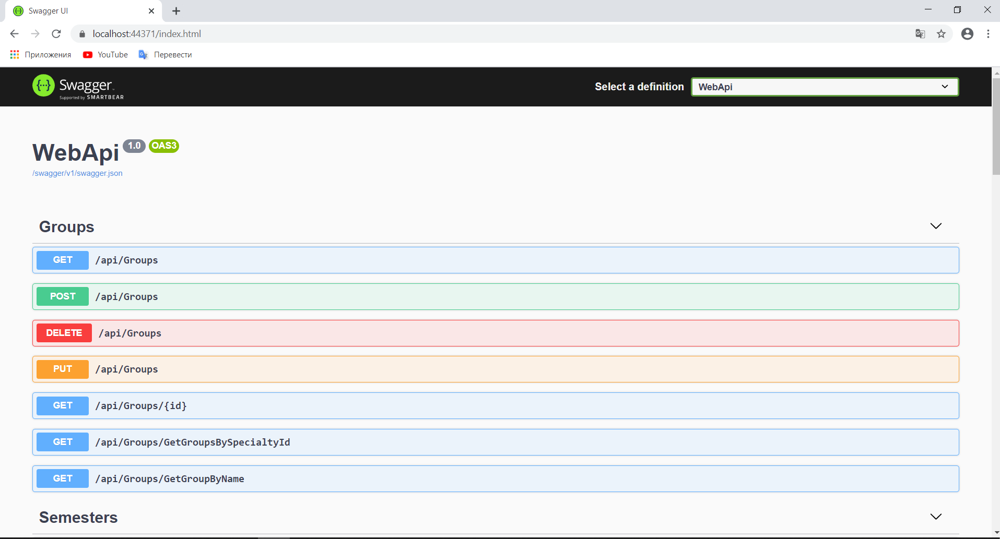 Swagger UI
localhost:44371/index.html
Приложения YouTube Перевести
Swagger
Supported by SMARTBEAR
Select a definition WebApi
WebApi 1.0 OAS3
/swagger/v1/swagger.json
Groups
GET /api/Groups
POST /api/Groups
DELETE /api/Groups
PUT /api/Groups
GET /api/Groups/{id}
GET /api/Groups/GetGroupsBySpecialtyId
GET /api/Groups/GetGroupByName
Semesters